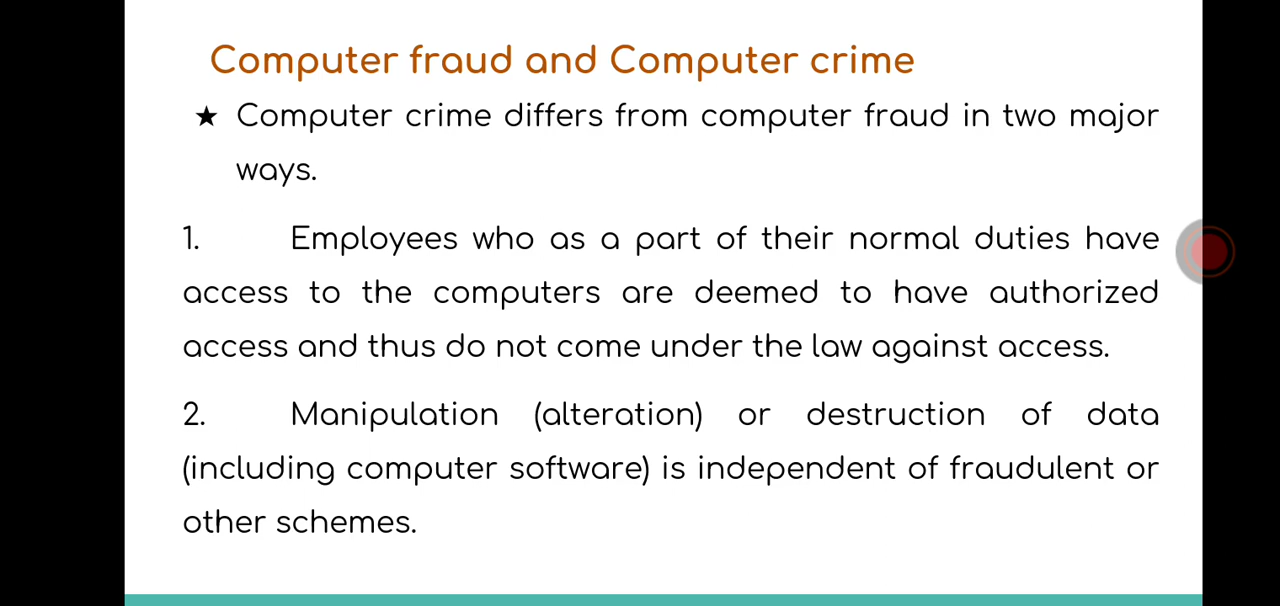 Computer fraud and Computer crime
★ Computer crime differs from computer fraud in two major
ways.
1. Employees who as a part of their normal duties have
access to the computers are deemed to have authorized
access and thus do not come under the law against access.
2. Manipulation (alteration) or destruction of data
(including computer software) is independent of fraudulent or
other schemes.